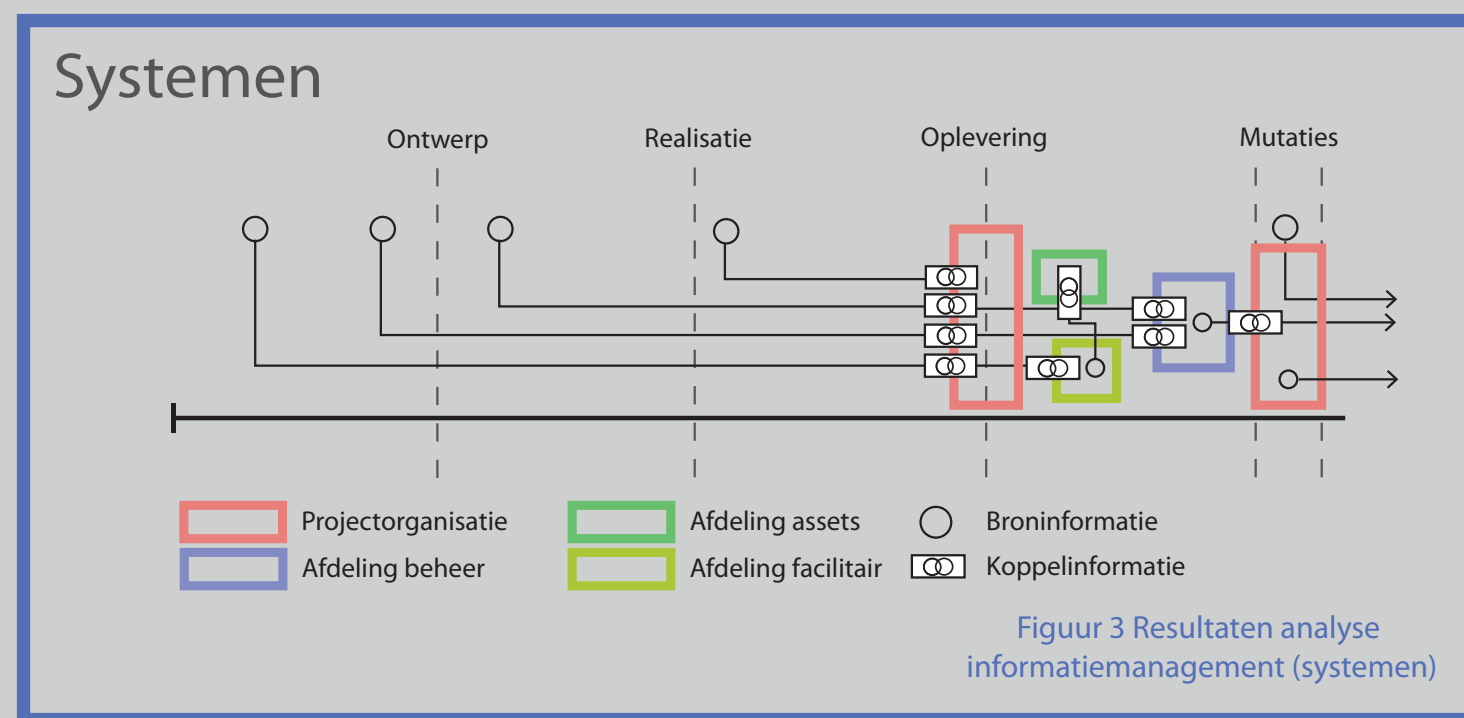 Systemen
Ontwerp
Realisatie
Oplevering
Mutaties
Projectorganisatie
Afdeling assets
Broninformatie
Afdeling beheer
Afdeling facilitair
Koppelinformatie
Figuur 3 Resultaten analyse
informatiemanagement (systemen)